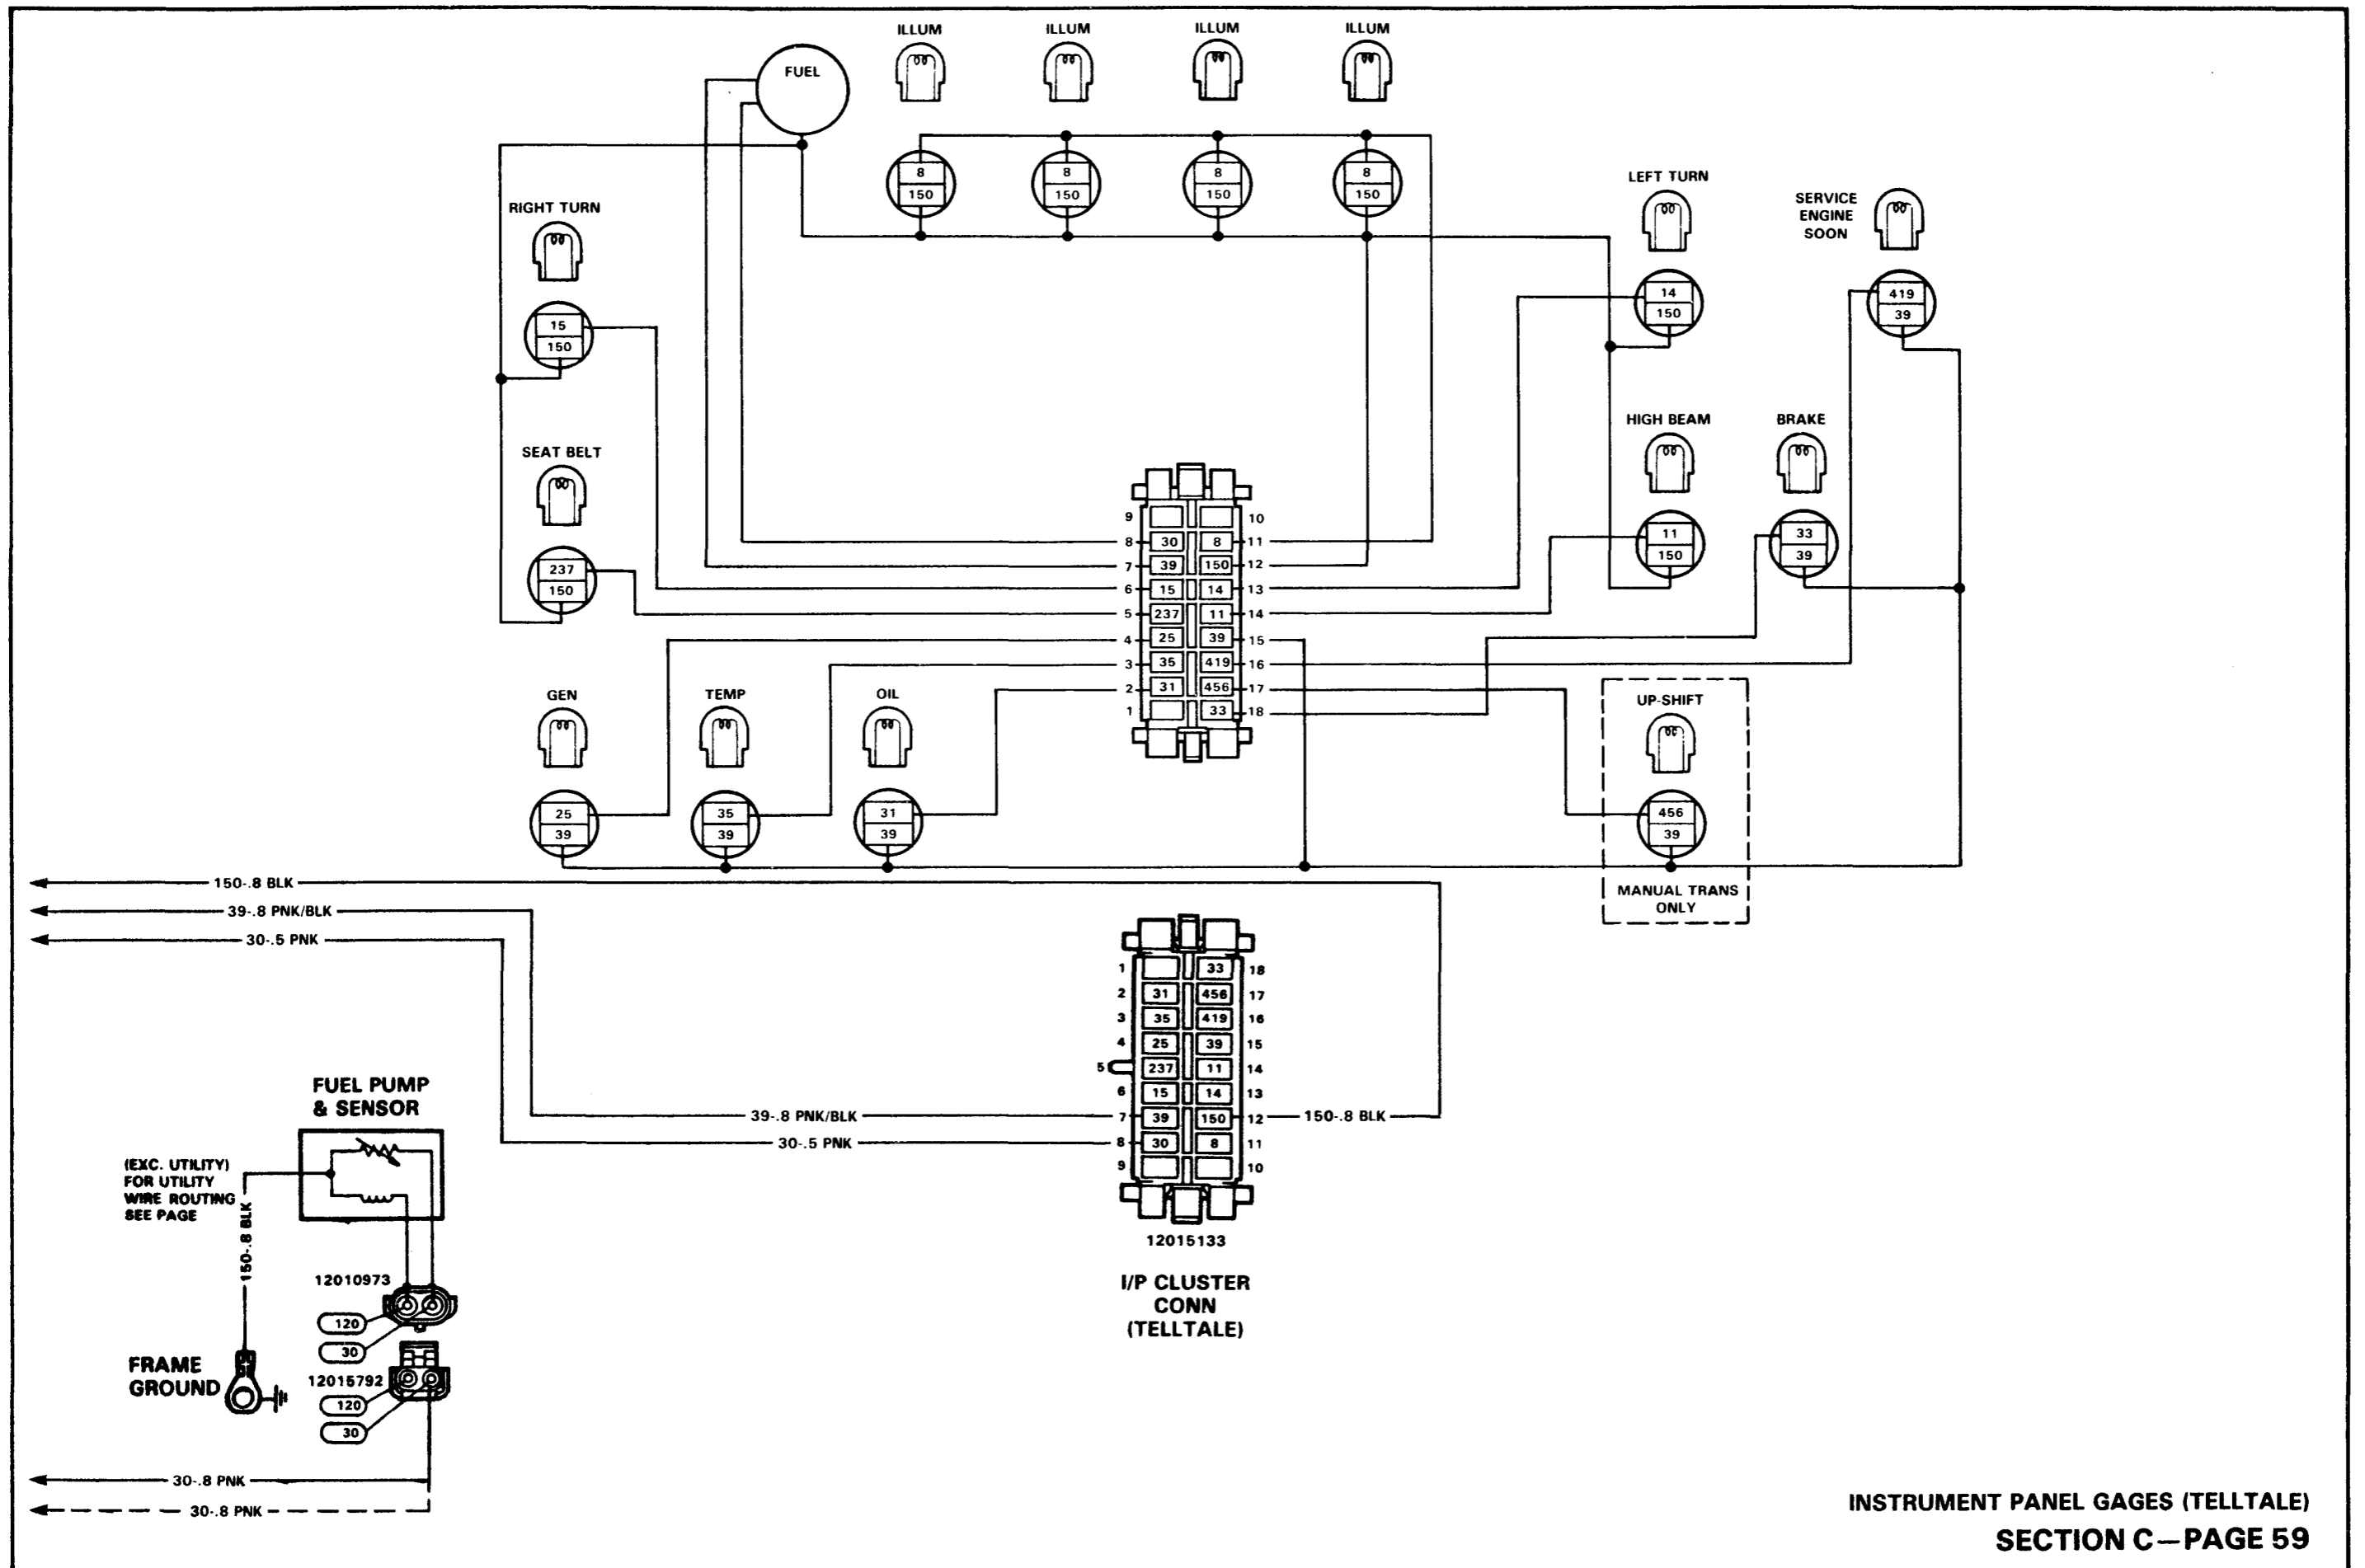 ILLUM
ILLUM
ILLUM
ILLUM
FUEL
8
150
8
150
8
150
8
150
RIGHT TURN
15
150
LEFT TURN
14
150
SERVICE
ENGINE
SOON
419
39
SEAT BELT
237
150
HIGH BEAM
11
150
BRAKE
33
39
9 10
8 30 8 11
7 39 150 12
6 15 14 13
5 237 11 14
4 25 39 15
3 35 419 16
2 31 456 17
1 33 18
GEN
25
39
TEMP
35
39
OIL
31
39
UP-SHIFT
456
39
MANUAL TRANS
ONLY
150-.8 BLK
39-.8 PNK/BLK
30-.5 PNK
1 33 18
2 31 456 17
3 35 419 16
4 25 39 15
5 237 11 14
6 15 14 13
39-.8 PNK/BLK 7 39 150 12 150-.8 BLK
30-.5 PNK 8 30 8 11
9 10
12015133
I/P CLUSTER
CONN
(TELLTALE)
FUEL PUMP
& SENSOR
(EXC. UTILITY)
FOR UTILITY
WIRE ROUTING
SEE PAGE
150-.8 BLK
12010973
120
30
FRAME
GROUND
12015792
120
30
30-.8 PNK
30-.8 PNK
INSTRUMENT PANEL GAGES (TELLTALE)
SECTION C—PAGE 59